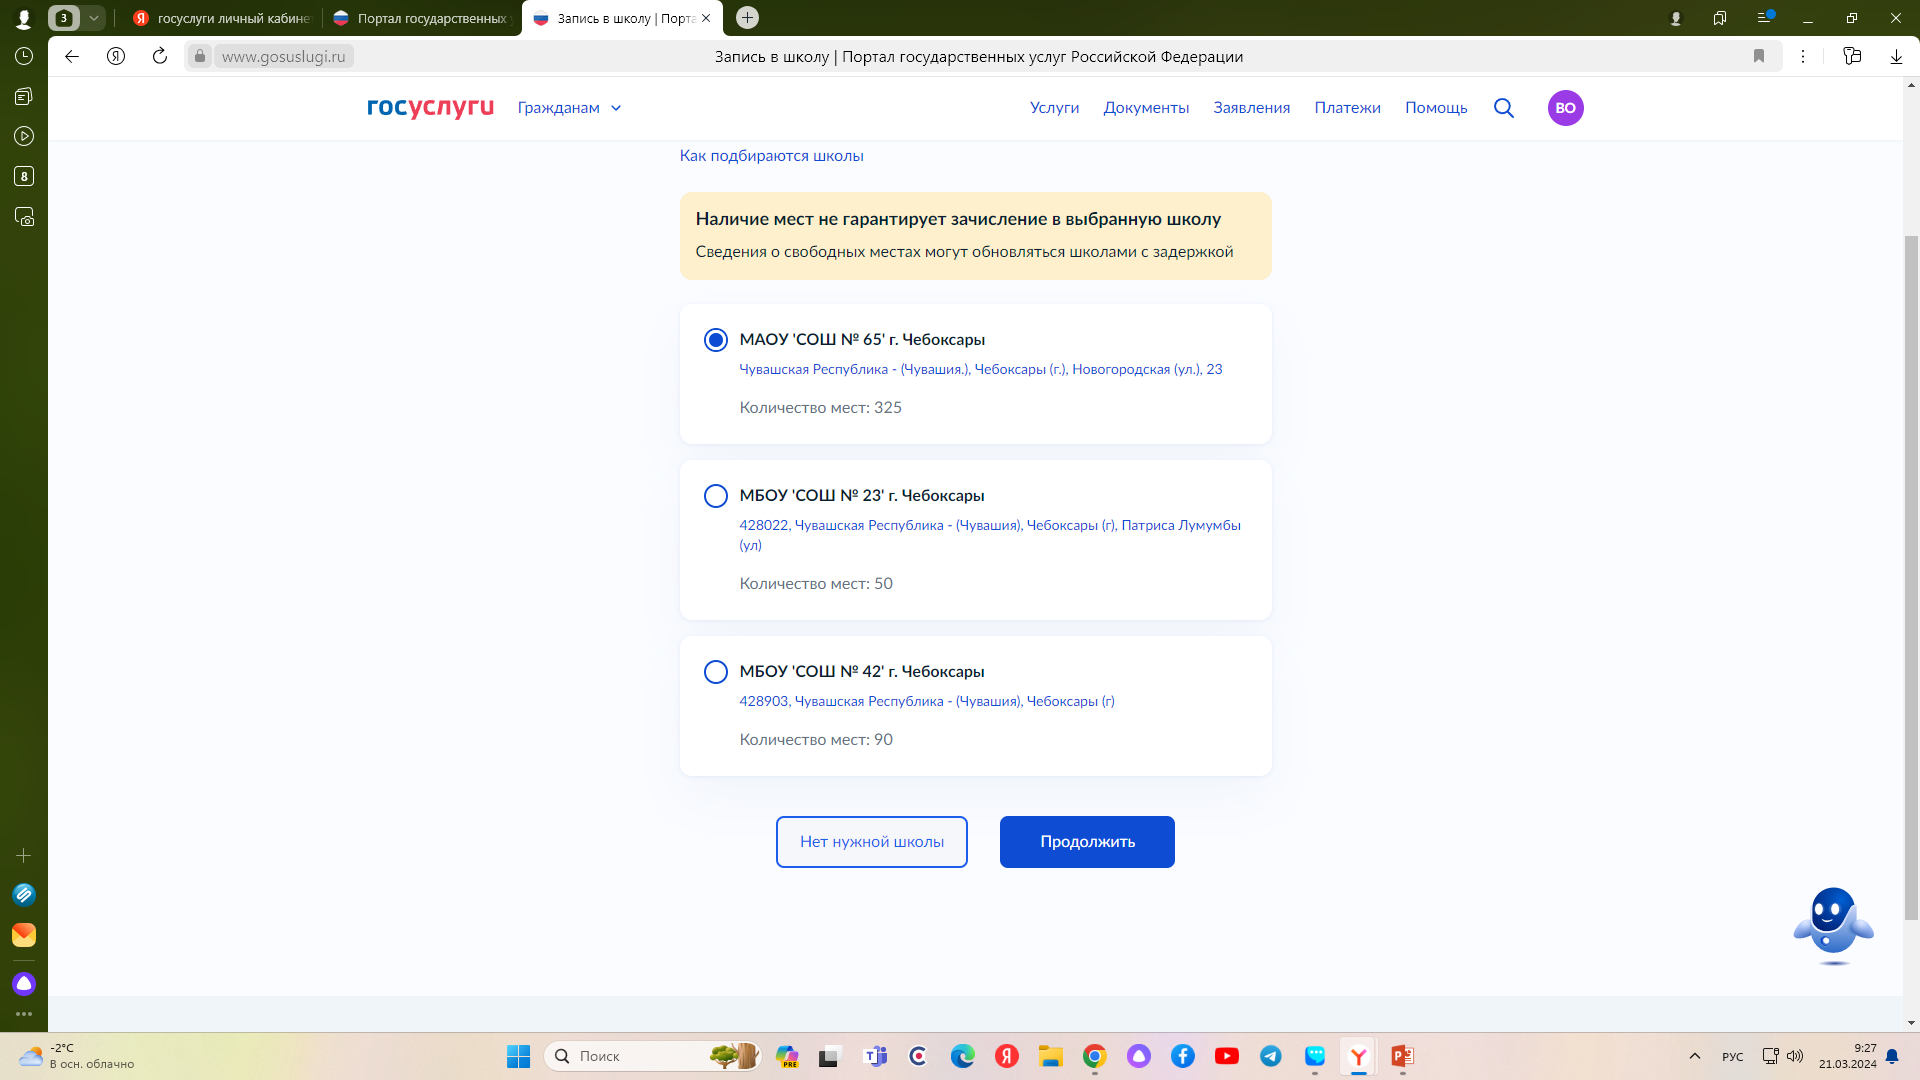 3
госуслуги личный кабине
Портал государственных
Запись в школу | Порта
www.gosuslugi.ru
Запись в школу | Портал государственных услуг Российской Федерации
8
госуслуги
Гражданам
Услуги
Документы
Заявления
Платежи
Помощь
ВО
Как подбираются школы
Наличие мест не гарантирует зачисление в выбранную школу
Сведения о свободных местах могут обновляться школами с задержкой
МАОУ 'СОШ № 65' г. Чебоксары
Чувашская Республика - (Чувашия.), Чебоксары (г.), Новогородская (ул.), 23
Количество мест: 325
МБОУ 'СОШ № 23' г. Чебоксары
428022, Чувашская Республика - (Чувашия), Чебоксары (г), Патриса Лумумбы
(ул)
Количество мест: 50
МБОУ 'СОШ № 42' г. Чебоксары
428903, Чувашская Республика - (Чувашия), Чебоксары (г)
Количество мест: 90
Нет нужной школы
Продолжить
-2°C
В осн. облачно
Поиск
PRE
РУС
9:27
21.03.2024